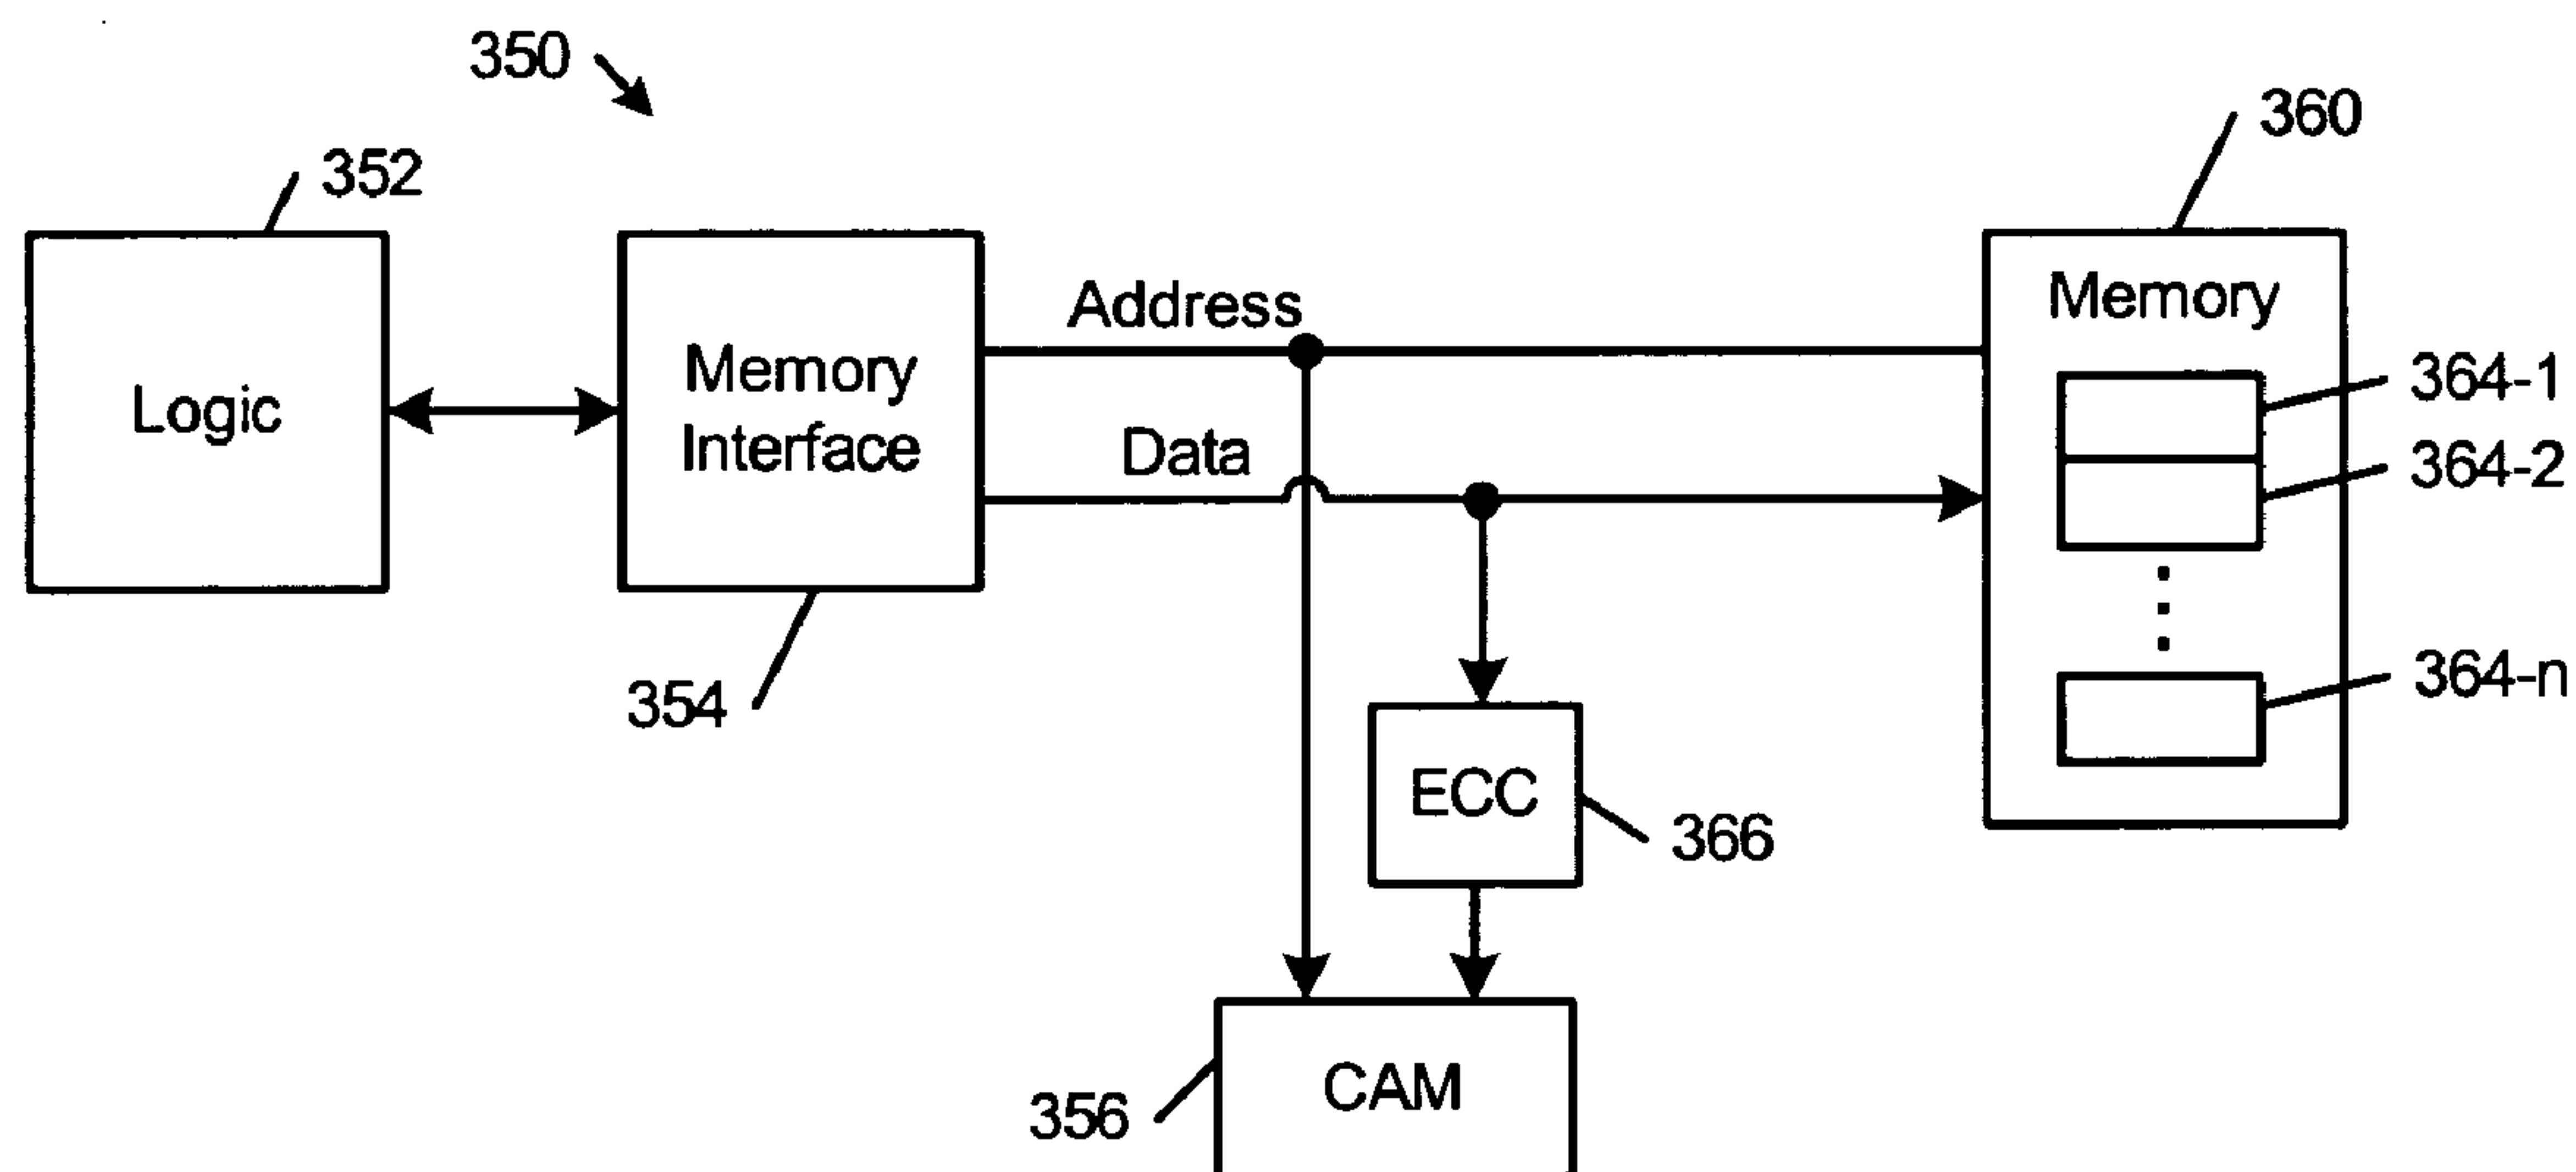 350
352
360
Logic
Memory
Interface
Address
Data
Memory
364-1
364-2
364-n
354
ECC
366
356
CAM